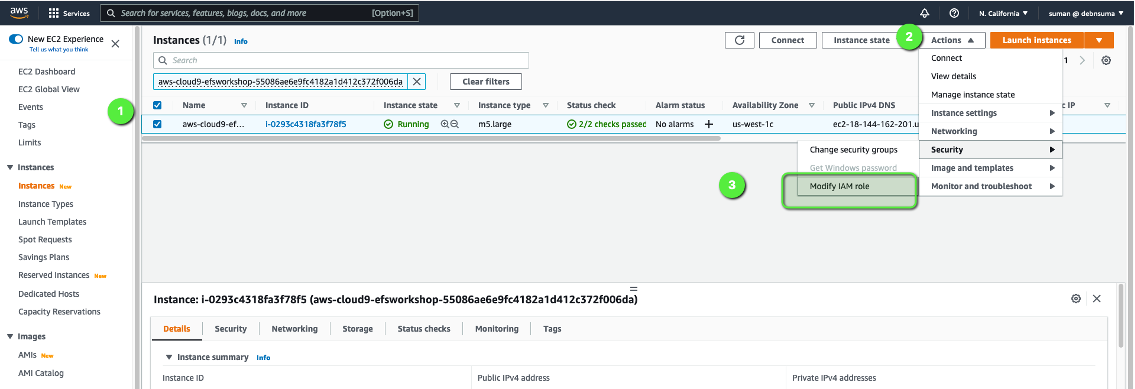 aws
Services
Search for services, features, blogs, docs, and more
[Option+S]
N. California
suman @ debnsuma
New EC2 Experience
Tell us what you think
EC2 Dashboard
EC2 Global View
Events
Tags
Limits
Instances
Instances New
Instance Types
Launch Templates
Spot Requests
Savings Plans
Reserved Instances New
Dedicated Hosts
Capacity Reservations
Images
AMIs New
AMI Catalog
Instances (1/1) Info
Connect
Instance state
2
Actions
Launch instances
Search
1
aws-cloud9-efsworkshop-55086ae6e9fc4182a1d412c372f006da
Clear filters
Name
Instance ID
Instance state
Instance type
Status check
Alarm status
Availability Zone
Public IPv4 DNS
IP
1
aws-cloud9-ef...
i-0293c4318fa3f78f5
Running
m5.large
2/2 checks passed
No alarms
us-west-1c
ec2-18-144-162-201.u
Connect
View details
Manage instance state
Instance settings
Networking
Security
Image and templates
Monitor and troubleshoot
Change security groups
Get Windows password
3
Modify IAM role
Instance: i-0293c4318fa3f78f5 (aws-cloud9-efsworkshop-55086ae6e9fc4182a1d412c372f006da)
Details
Security
Networking
Storage
Status checks
Monitoring
Tags
Instance summary Info
Instance ID
Public IPv4 address
Private IPv4 addresses